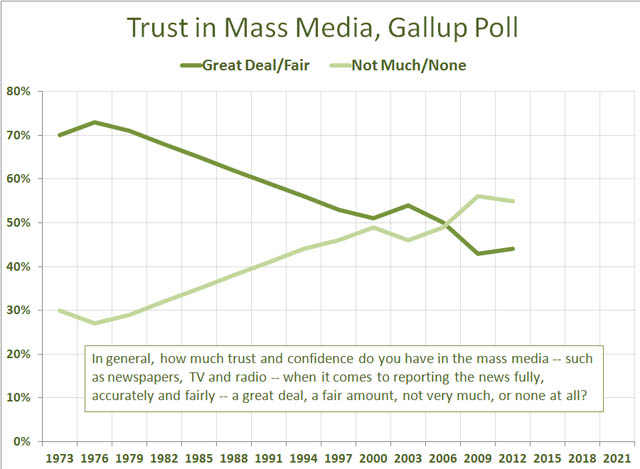 Trust in Mass Media, Gallup Poll
Great Deal/Fair Not Much/None
80%
70%
60%
50%
40%
30%
20%
10%
0%
In general, how much trust and confidence do you have in the mass media -- such
as newspapers, TV and radio -- when it comes to reporting the news fully,
accurately and fairly -- a great deal, a fair amount, not very much, or none at all?
1973 1976 1979 1982 1985 1988 1991 1994 1997 2000 2003 2006 2009 2012 2015 2018 2021